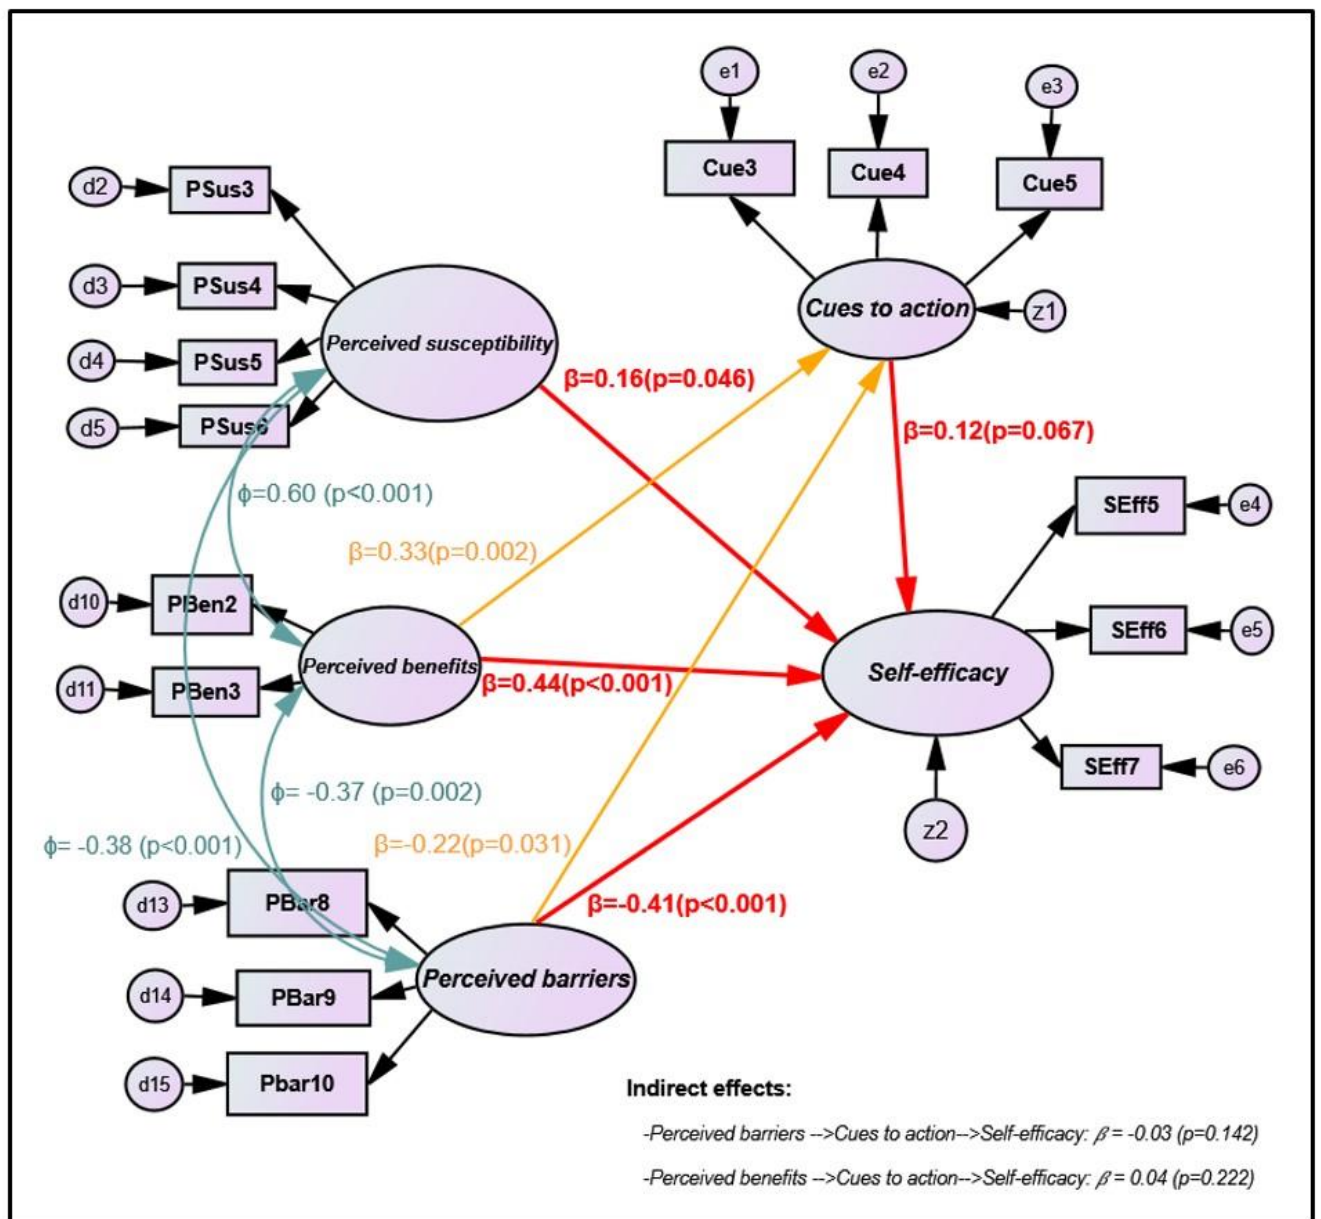 e1
e2
e3
Cue3
Cue4
Cue5
d2
PSus3
d3
PSus4
d4
PSus5
d5
PSus6
Perceived susceptibility
Cues to action
z1
β=0.16(p=0.046)
β=0.12(p=0.067)
ϕ=0.60 (p<0.001)
β=0.33(p=0.002)
SEff5
e4
SEff6
e5
SEff7
e6
d10
PBen2
d11
PBen3
Perceived benefits
β=0.44(p<0.001)
Self-efficacy
z2
ϕ= -0.37 (p=0.002)
ϕ= -0.38 (p<0.001)
β=-0.22(p=0.031)
β=-0.41(p<0.001)
d13
PBar8
d14
PBar9
d15
Pbar10
Perceived barriers
Indirect effects:
-Perceived barriers -->Cues to action-->Self-efficacy: β = -0.03 (p=0.142)
-Perceived benefits -->Cues to action-->Self-efficacy: β = 0.04 (p=0.222)